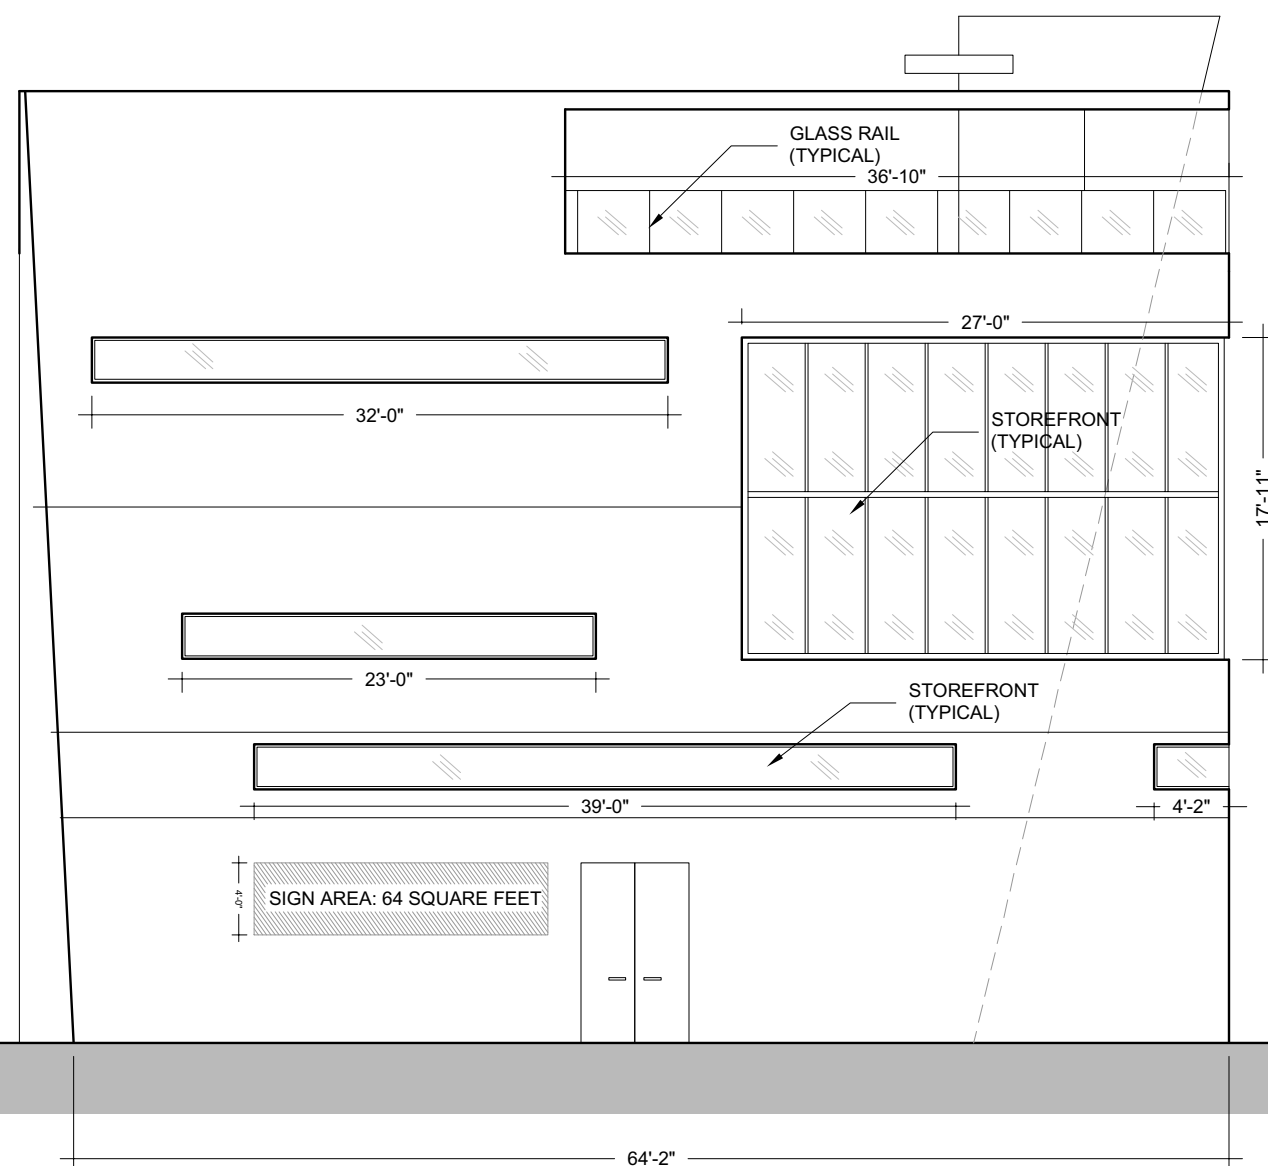 GLASS RAIL
(TYPICAL)
36'-10"
27'-0"
32'-0"
STOREFRONT
(TYPICAL)
17'-11"
23'-0"
STOREFRONT
(TYPICAL)
39'-0"
4'-2"
4'-0"
SIGN AREA: 64 SQUARE FEET
64'-2"